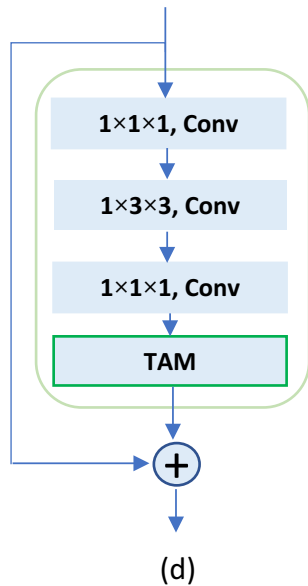 1×1×1, Conv
1×3×3, Conv
1×1×1, Conv
TAM
+
(d)